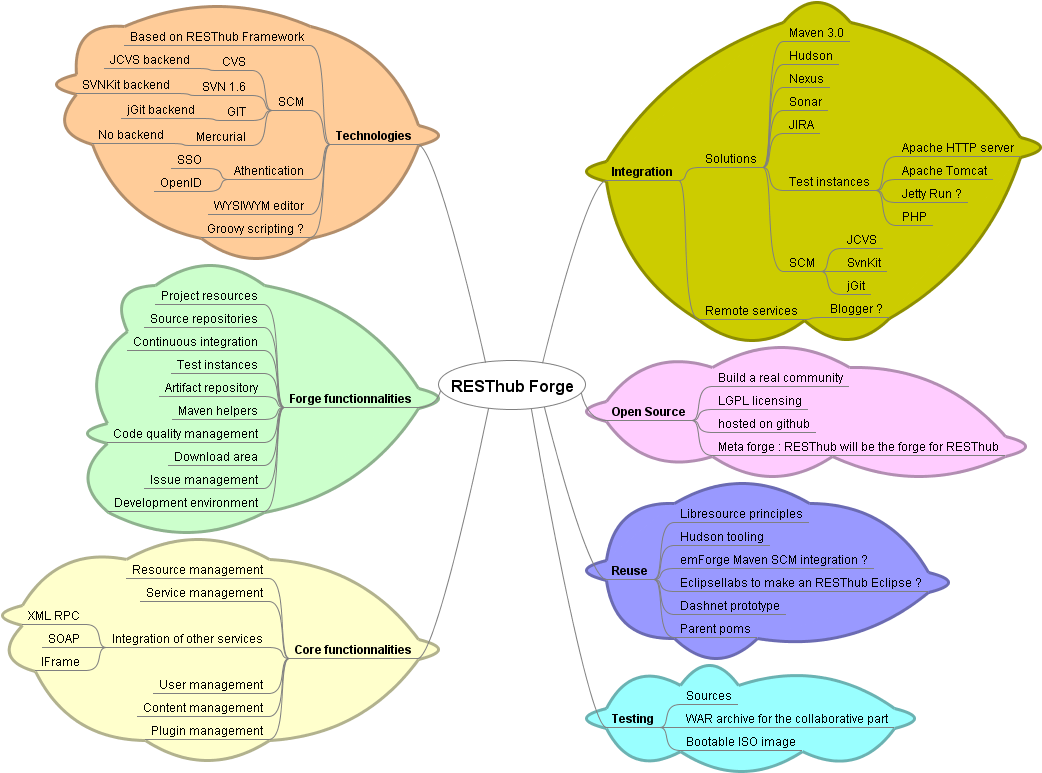 RESThub Forge
Technologies
Based on RESThub Framework
SCM
CVS
JCVS backend
SVN 1.6
SVNKit backend
GIT
jGit backend
Mercurial
No backend
Athentication
SSO
OpenID
WYSIWYM editor
Groovy scripting ?
Forge functionnalities
Project resources
Source repositories
Continuous integration
Test instances
Artifact repository
Maven helpers
Code quality management
Download area
Issue management
Development environment
Core functionnalities
Resource management
Service management
Integration of other services
XML RPC
SOAP
IFrame
User management
Content management
Plugin management
Integration
Solutions
Maven 3.0
Hudson
Nexus
Sonar
JIRA
Test instances
Apache HTTP server
Apache Tomcat
Jetty Run ?
PHP
SCM
JCVS
SvnKit
jGit
Remote services
Blogger ?
Open Source
Build a real community
LGPL licensing
hosted on github
Meta forge : RESThub will be the forge for RESThub
Reuse
Libresource principles
Hudson tooling
emForge Maven SCM integration ?
Eclipsellabs to make an RESThub Eclipse ?
Dashnet prototype
Parent poms
Testing
Sources
WAR archive for the collaborative part
Bootable ISO image